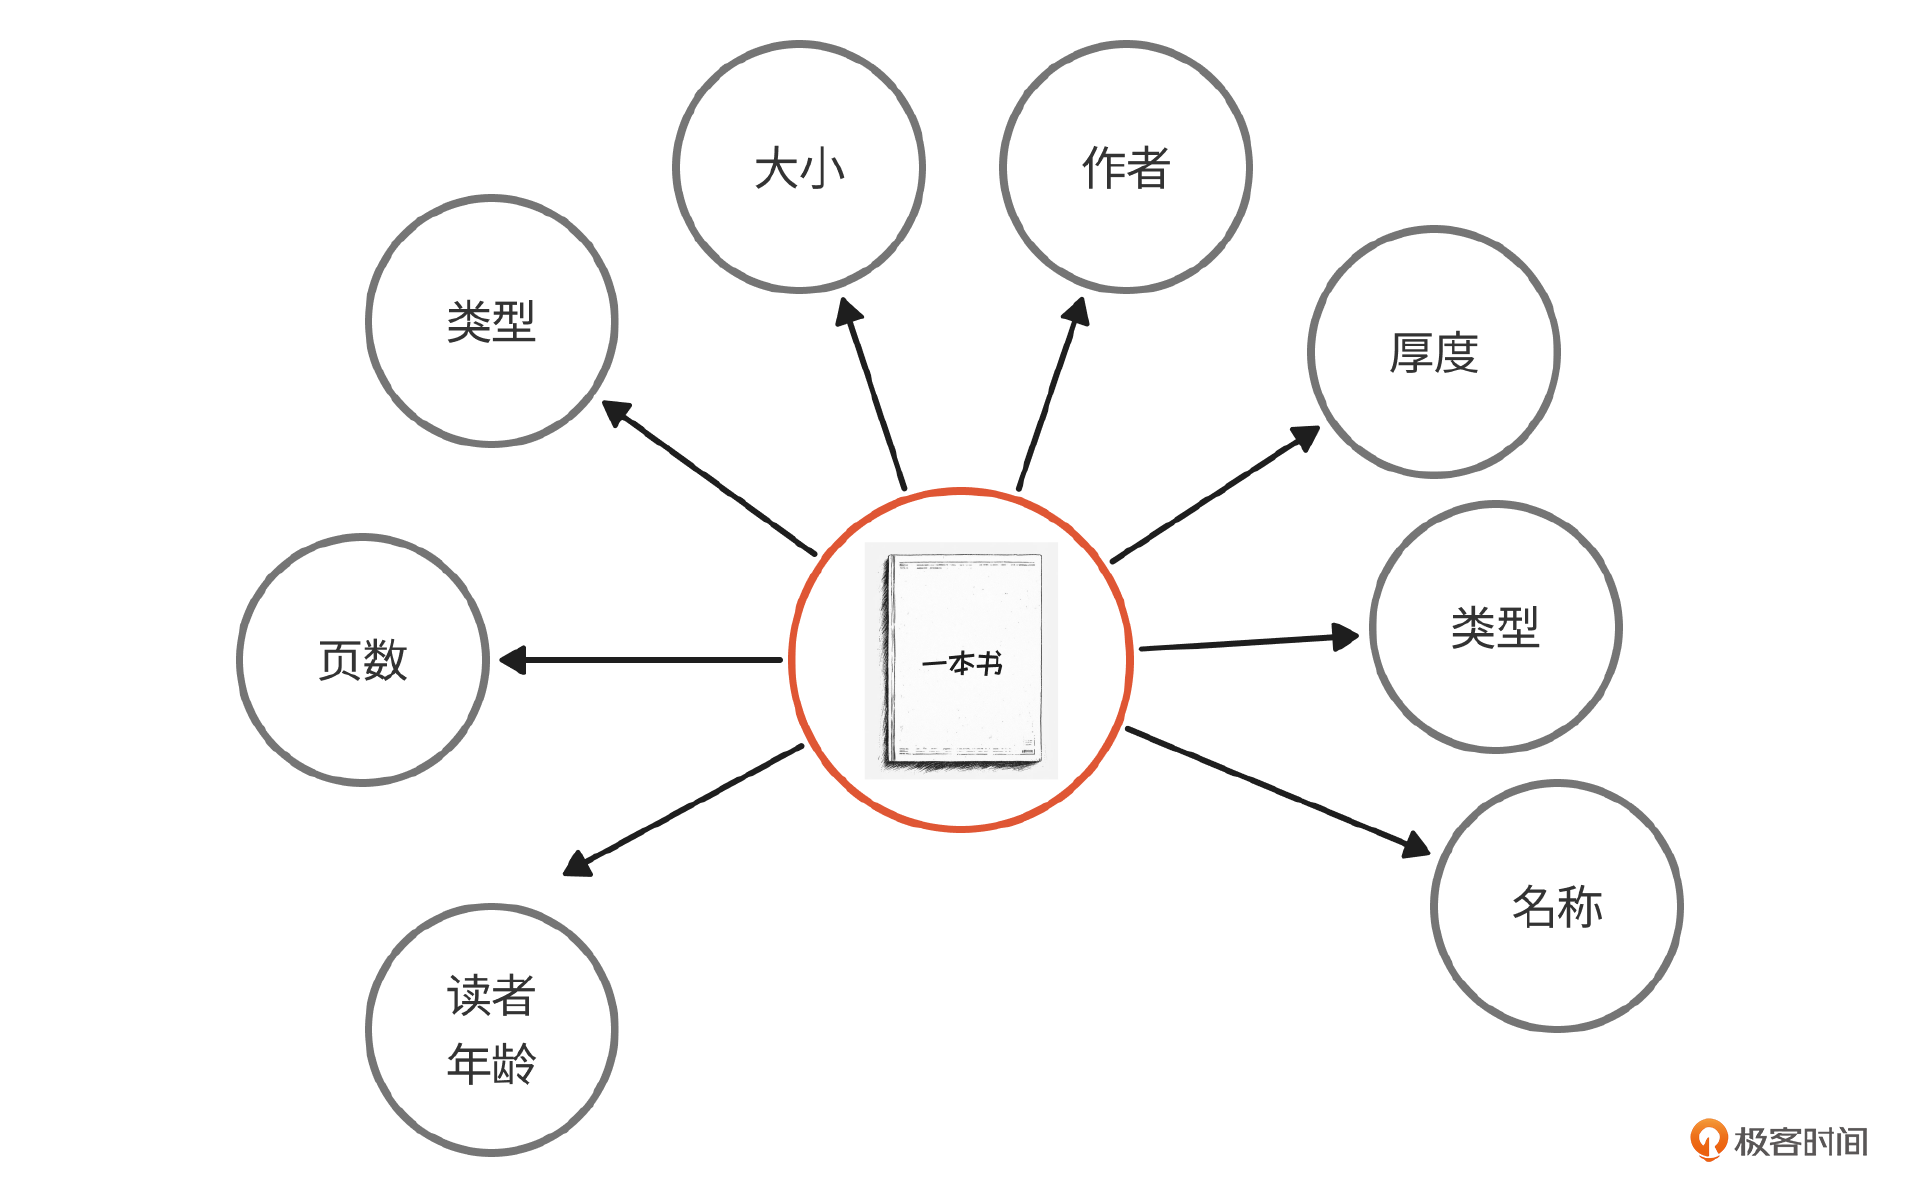 大小
作者
类型
厚度
类型
页数
一本书
名称
读者
年龄
极客时间